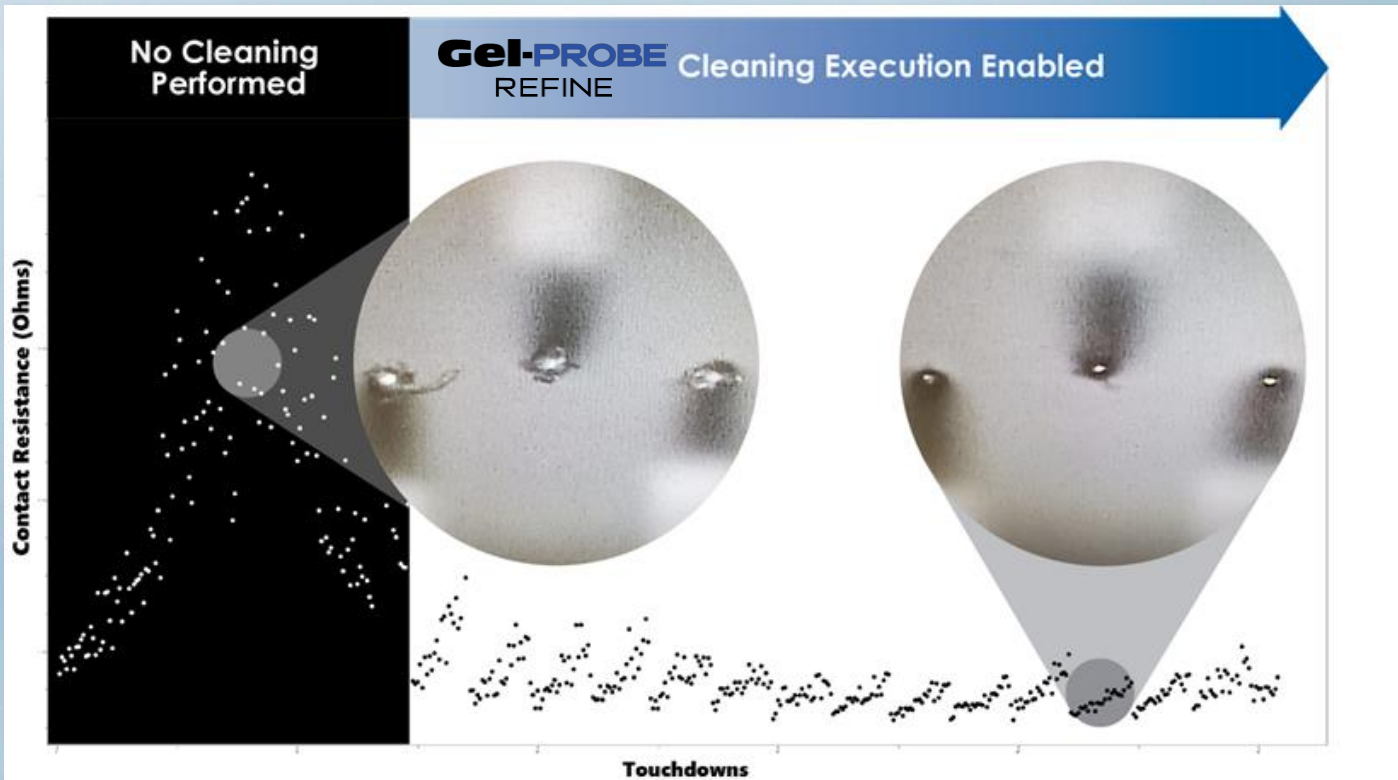 No Cleaning
Performed
Gel-PROBE
REFINE
Cleaning Execution Enabled
Contact Resistance (Ohms)
Touchdowns